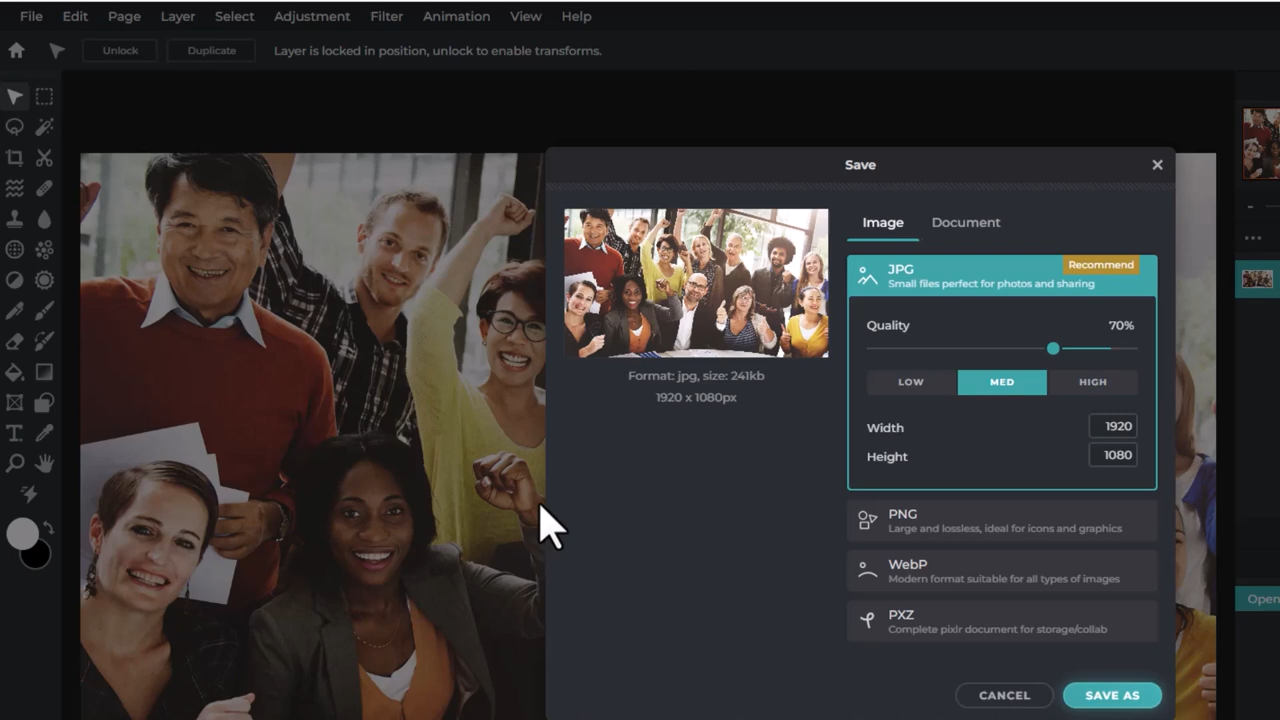 File Edit Page Layer Select Adjustment Filter Animation View Help
Unlock Duplicate Layer is locked in position, unlock to enable transforms.
Save
Image Document
JPG
Recommend
Small files perfect for photos and sharing
Quality 70%
LOW MED HIGH
Width 1920
Height 1080
Format: jpg, size: 241kb
1920 x 1080px
PNG
Large and lossless, ideal for icons and graphics
WebP
Modern format suitable for all types of images
PXZ
Complete pixlr document for storage/collab
Open
CANCEL SAVE AS